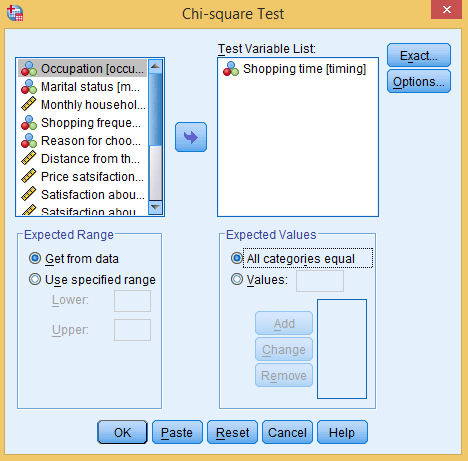 Chi-square Test
Test Variable List:
Occupation [occu...
Marital status [m...
Monthly househol...
Shopping freque...
Reason for choo...
Distance from th...
Price satsifaction...
Satisfaction abou...
Satsifaction abou...
Shopping time [timing]
Exact...
Options...
Expected Range
Get from data
Use specified range
Lower:
Upper:
Expected Values
All categories equal
Values:
Add
Change
Remove
OK
Paste
Reset
Cancel
Help